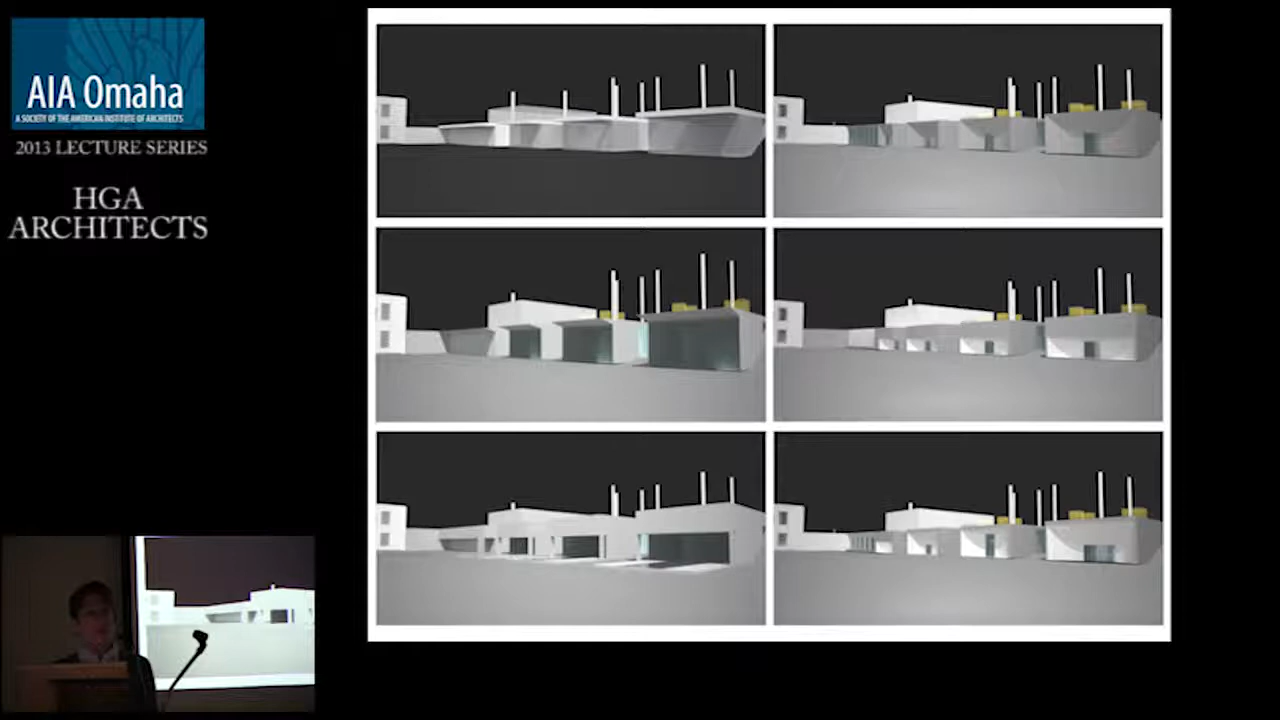 AIA Omaha
A SOCIETY OF THE AMERICAN INSTITUTE OF ARCHITECTS
2013 LECTURE SERIES
HGA
ARCHITECTS